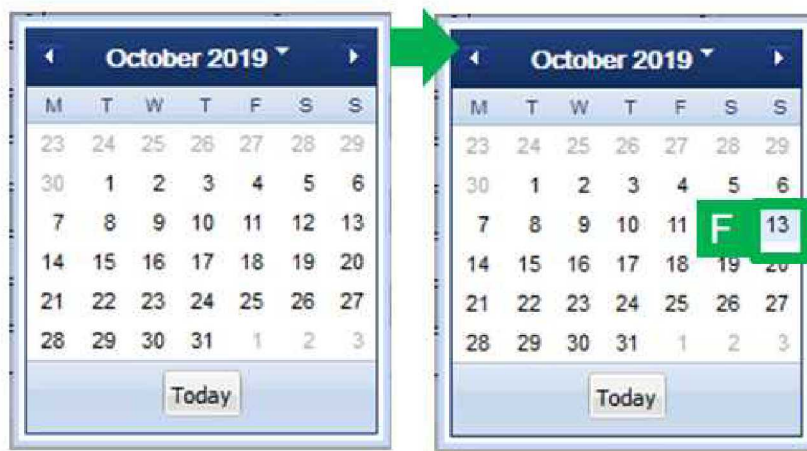 October 2019
M T W T F S S
23 24 25 26 27 28 29
30 1 2 3 4 5 6
7 8 9 10 11 12 13
14 15 16 17 18 19 20
21 22 23 24 25 26 27
28 29 30 31 1 2 3
Today
October 2019
M T W T F S S
23 24 25 26 27 28 29
30 1 2 3 4 5 6
7 8 9 10 11 F 13
14 15 16 17 18 19 20
21 22 23 24 25 26 27
28 29 30 31 1 2 3
Today